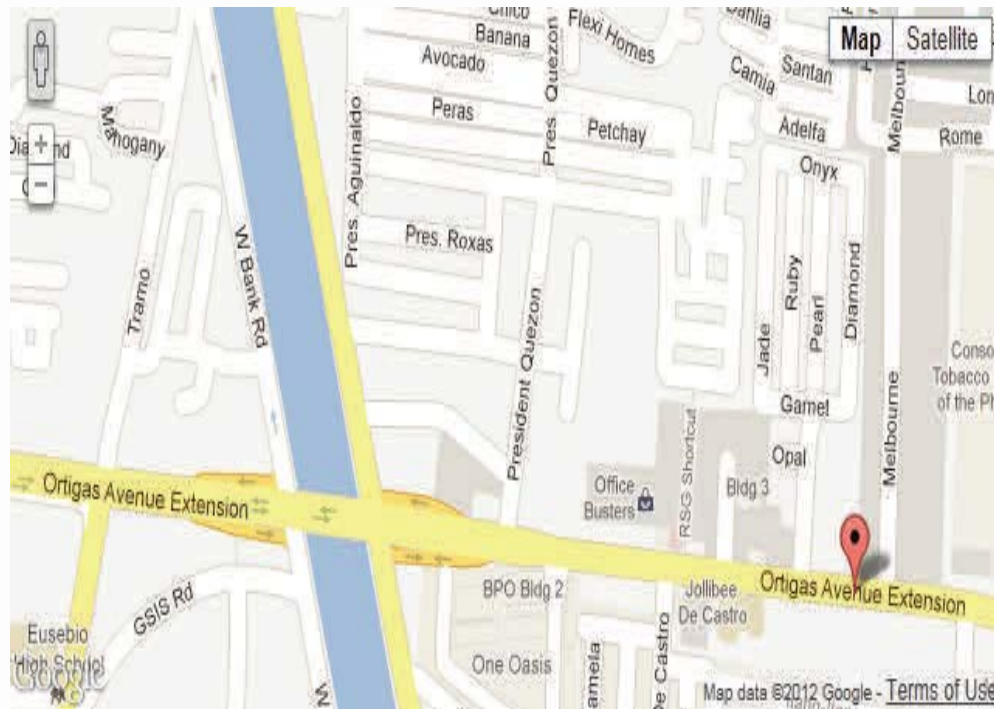 Chico
Banana
Avocado
Peras
Flexi Homes
Dahlia
Camia
Santan
Adelfa
Map
Satellite
Rome
Mahogany
Petchay
Pres Quezon
Pres. Aguinaldo
Pres. Roxas
Onyx
Melbourne
Tramo
W Bank Rd
President Quezon
Jade
Ruby
Pearl
Diamond
Garnet
Opal
Melbourne
Tobacco
of the Ph
Ortigas Avenue Extension
Office
Busters
RSG Shortcut
Bldg 3
BPO Bldg 2
Jollibee
De Castro
Ortigas Avenue Extension
GSIS Rd
Eusebio
High School
One Oasis
De Castro
Google
Map data ©2012 Google - Terms of Use